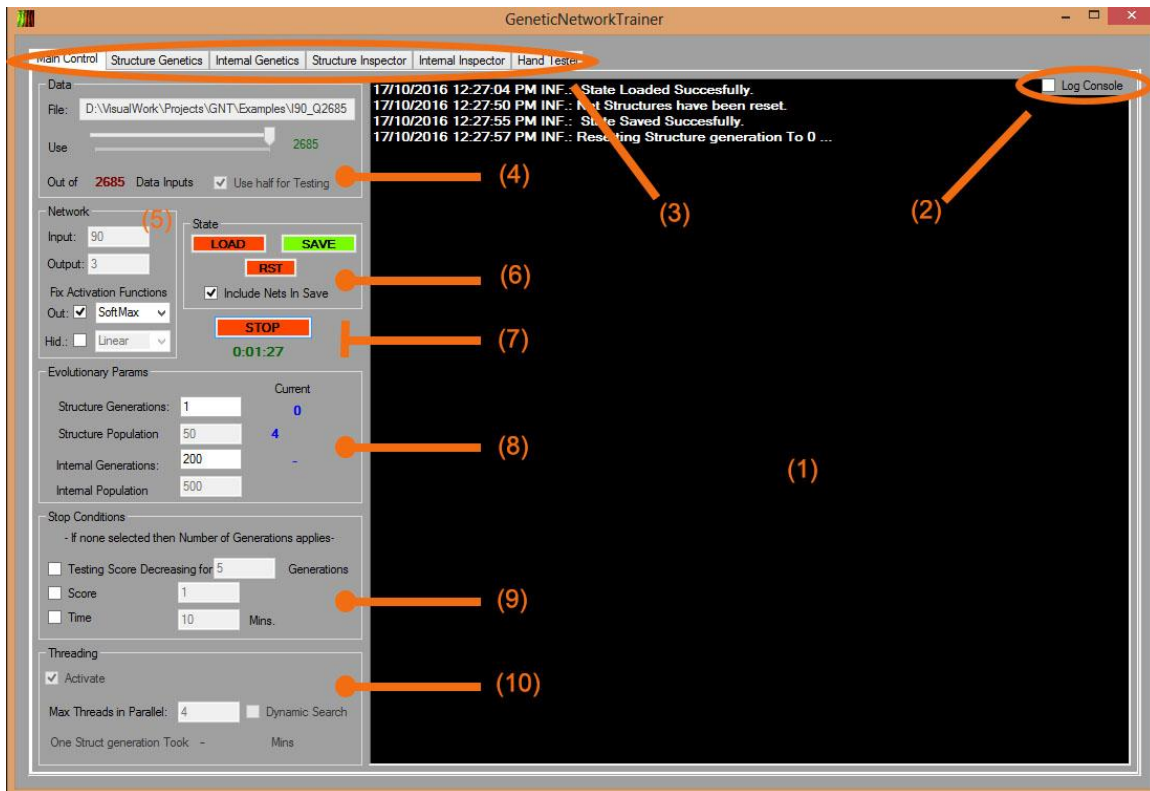 GeneticNetworkTrainer
Main Control Structure Genetics Internal Genetics Structure Inspector Internal Inspector Hand Tester
Data
File: D:\VisualWork\Projects\GNT\Examples\I90_Q2685
Use 2685
Out of 2685 Data Inputs Use half for Testing
(4)
Network
(5)
Input: 90
Output: 3
Fix Activation Functions
Out: SoftMax
Hid.: Linear
State
LOAD SAVE
RST
Include Nets In Save
(6)
STOP
0:01:27
(7)
Evolutionary Params
Current
Structure Generations: 1 0
Structure Population 50 4
Internal Generations: 200 -
Internal Population 500
(8)
Stop Conditions
- If none selected then Number of Generations applies-
Testing Score Decreasing for 5 Generations
Score 1
Time 10 Mins.
(9)
Threading
Activate
Max Threads in Parallel: 4 Dynamic Search
One Struct generation Took - Mins
(10)
17/10/2016 12:27:04 PM INF.: State Loaded Succesfully.
17/10/2016 12:27:50 PM INF.: Net Structures have been reset.
17/10/2016 12:27:55 PM INF.: State Saved Succesfully.
17/10/2016 12:27:57 PM INF.: Resetting Structure generation To 0 ...
Log Console
(3)
(2)
(1)